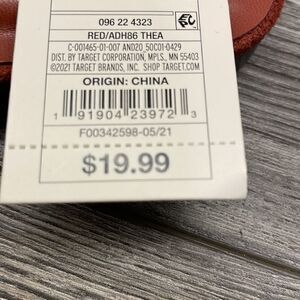 096 22 4323
RED/ADH86 THEA
C-001465-01-007 AND20_50C01-0429
DIST. BY TARGET CORPORATION, MPLS., MN 55403
©2021 TARGET BRANDS, INC. SHOP TARGET.COM
ORIGIN: CHINA
1 91904 23972 3
F00342598-05/21
$19.99